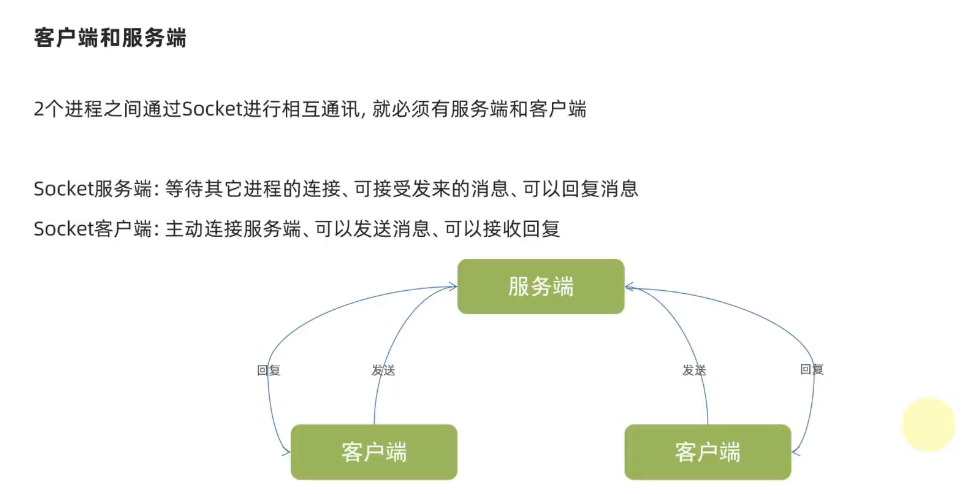 客户端和服务端
2个进程之间通过Socket进行相互通讯，就必须有服务端和客户端
Socket服务端：等待其它进程的连接、可接受发来的消息、可以回复消息
Socket客户端：主动连接服务端、可以发送消息、可以接收回复
服务端
回复
发送
发送
回复
客户端
客户端